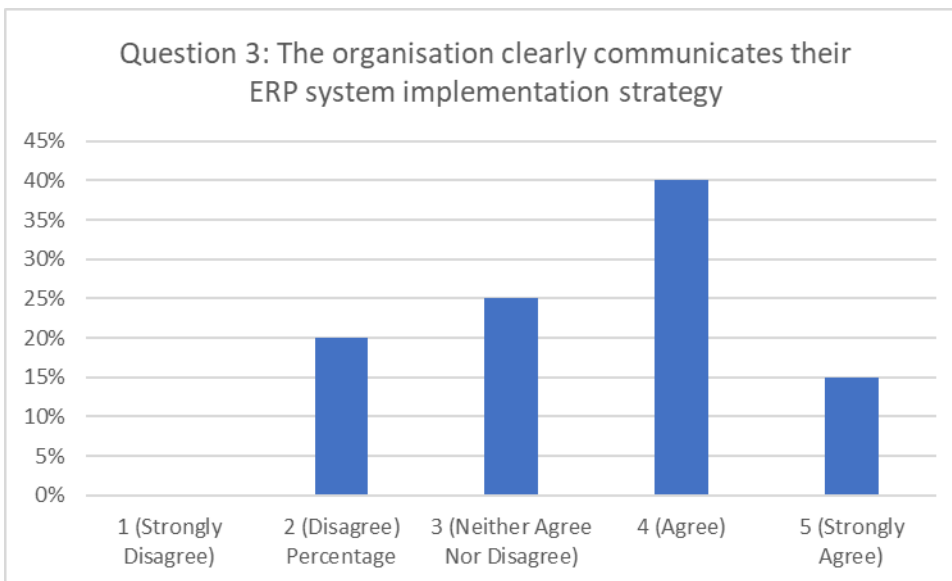 Question 3: The organisation clearly communicates their
ERP system implementation strategy
45%
40%
35%
30%
25%
20%
15%
10%
5%
0%
1 (Strongly
Disagree)
2 (Disagree)
Percentage
3 (Neither Agree
Nor Disagree)
4 (Agree)
5 (Strongly
Agree)